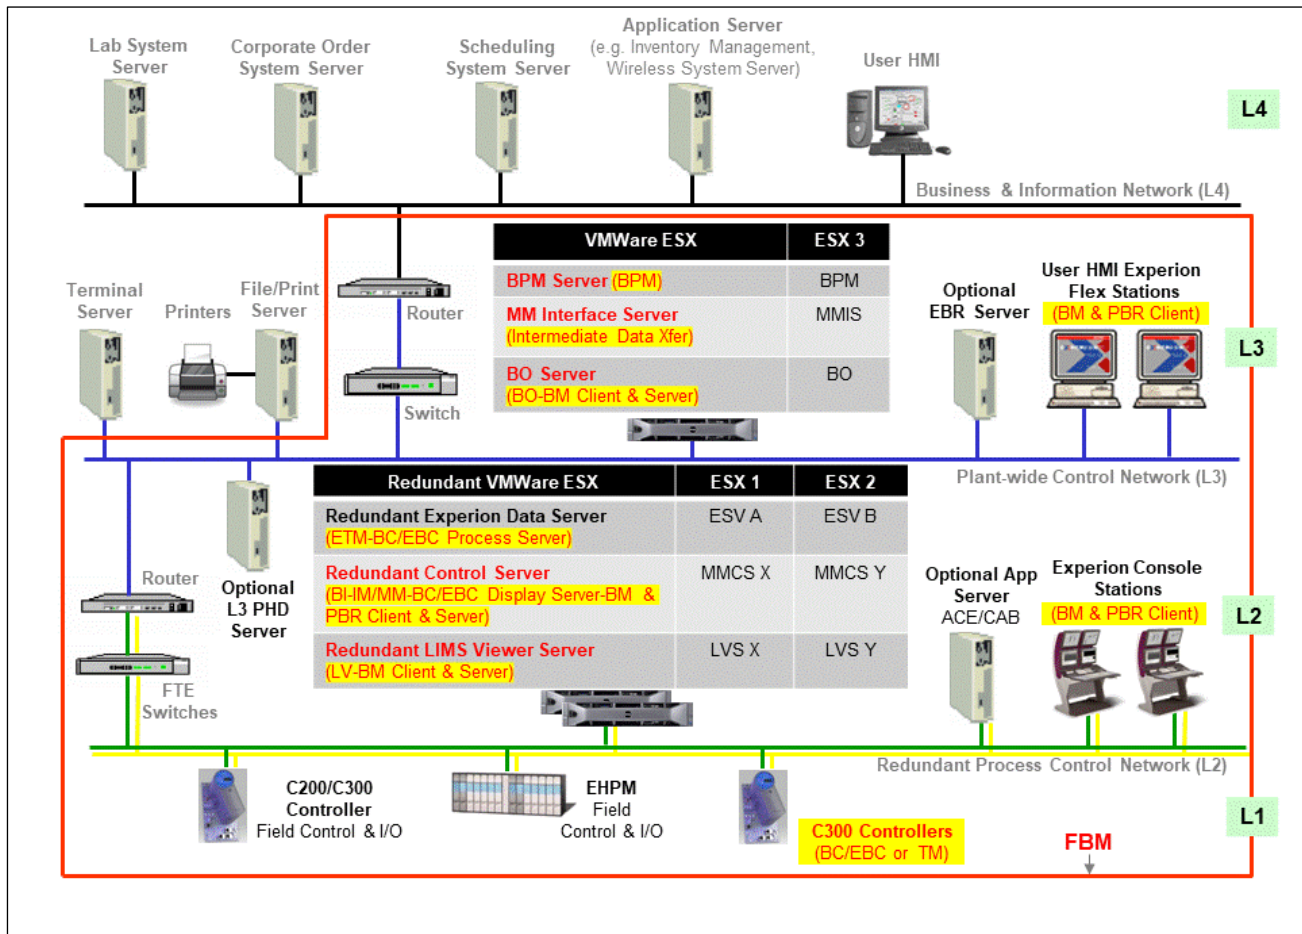 Lab System
Server
Corporate Order
System Server
Scheduling
System Server
Application Server
(e.g. Inventory Management,
Wireless System Server)
User HMI
L4
Business & Information Network (L4)
VMWare ESX
ESX 3
BPM Server (BPM)
BPM
MM Interface Server
(Intermediate Data Xfer)
MMIS
BO Server
(BO-BM Client & Server)
BO
Terminal
Server
Printers
File/Print
Server
Router
Switch
Optional
EBR Server
User HMI Experion
Flex Stations
(BM & PBR Client)
L3
Plant-wide Control Network (L3)
Redundant VMWare ESX
ESX 1
ESX 2
Redundant Experion Data Server
(ETM-BC/EBC Process Server)
ESV A
ESV B
Redundant Control Server
(BI-IM/MM-BC/EBC Display Server-BM &
PBR Client & Server)
MMCS X
MMCS Y
Redundant LIMS Viewer Server
(LV-BM Client & Server)
LVS X
LVS Y
Router
Optional
L3 PHD
Server
FTE
Switches
Optional App
Server
ACE/CAB
Experion Console
Stations
(BM & PBR Client)
L2
Redundant Process Control Network (L2)
C200/C300
Controller
Field Control & I/O
EHPM
Field
Control & I/O
C300 Controllers
(BC/EBC or TM)
FBM
L1